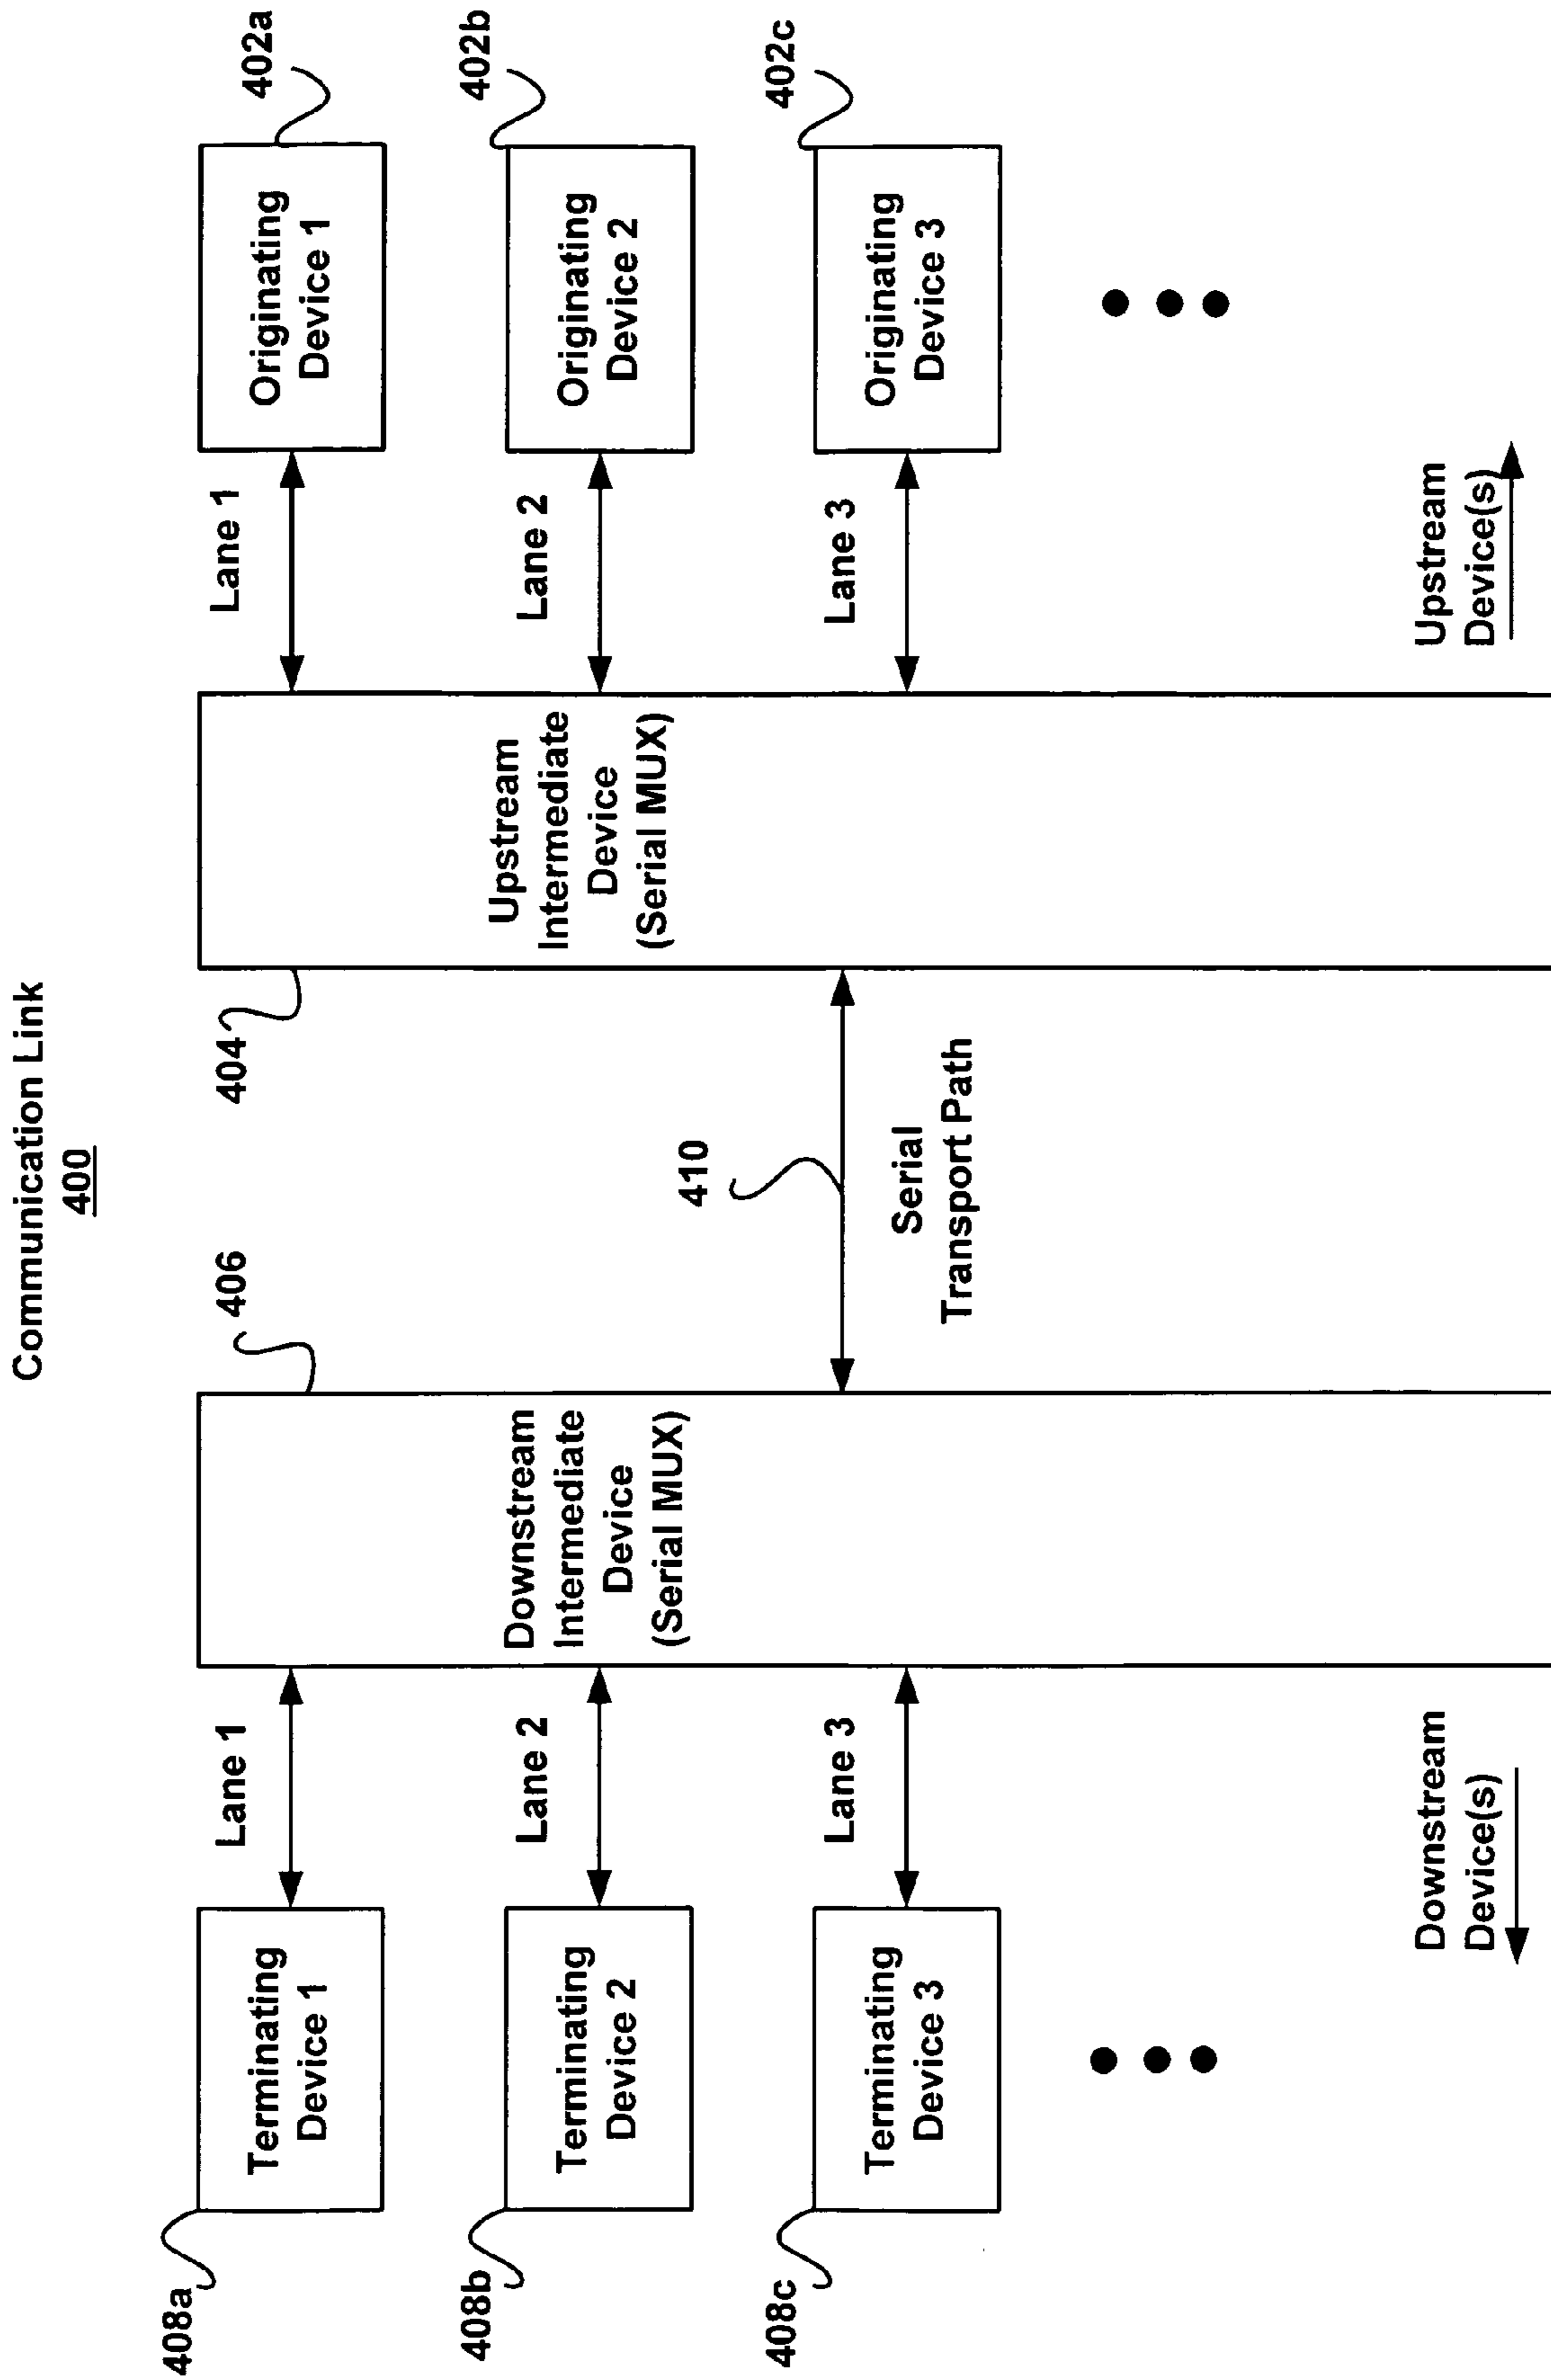 Communication Link
400
408a
Terminating
Device 1
Lane 1
406
404
Lane 1
Originating
Device 1
402a
408b
Terminating
Device 2
Lane 2
Downstream
Intermediate
Device
(Serial MUX)
410
Serial
Transport Path
Upstream
Intermediate
Device
(Serial MUX)
Lane 2
Originating
Device 2
402b
408c
Terminating
Device 3
Lane 3
Lane 3
Originating
Device 3
402c
Downstream
Device(s)
Upstream
Device(s)